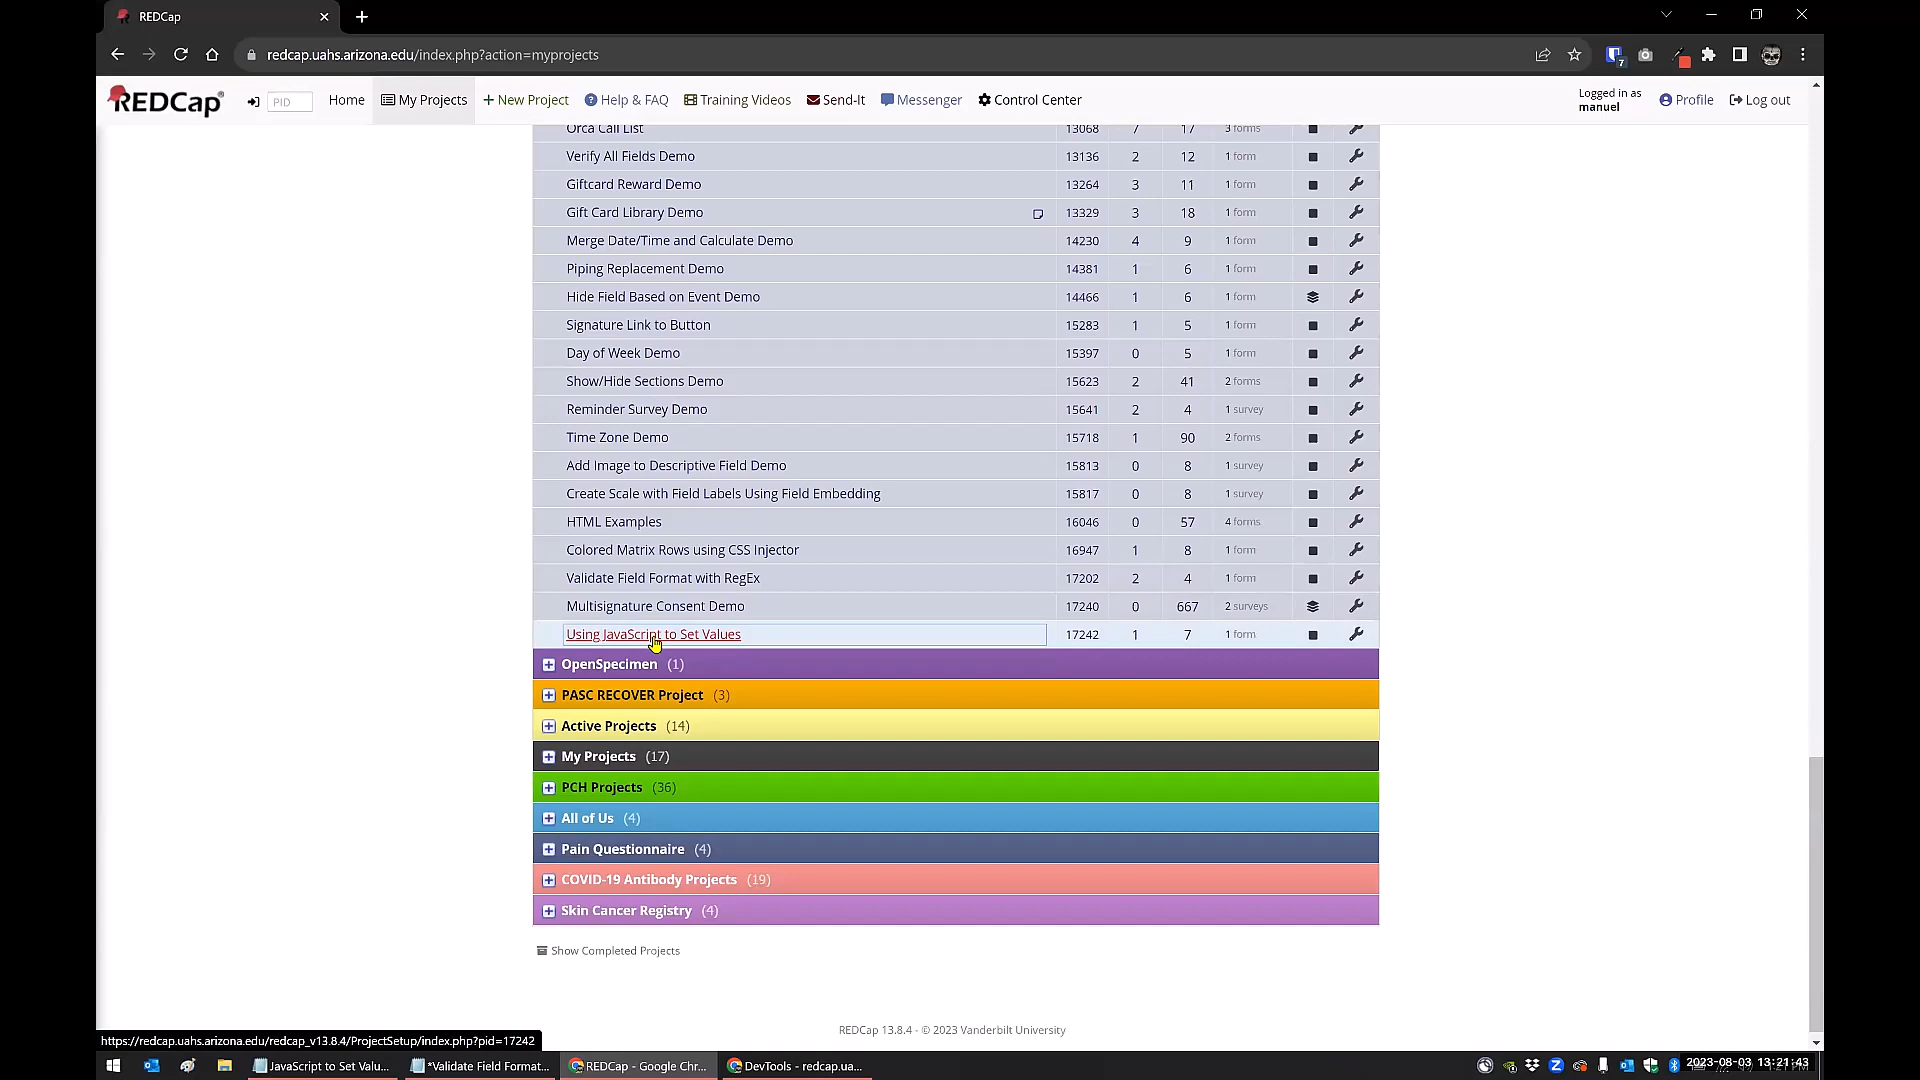 REDCap
redcap.uahs.arizona.edu/index.php?action=myprojects
7
REDCap PID Home My Projects New Project Help & FAQ Training Videos Send-It Messenger Control Center Logged in as manuel Profile Log out
Orca Call List 13068 7 17 3 forms
Verify All Fields Demo 13136 2 12 1 form
Giftcard Reward Demo 13264 3 11 1 form
Gift Card Library Demo 13329 3 18 1 form
Merge Date/Time and Calculate Demo 14230 4 9 1 form
Piping Replacement Demo 14381 1 6 1 form
Hide Field Based on Event Demo 14466 1 6 1 form
Signature Link to Button 15283 1 5 1 form
Day of Week Demo 15397 0 5 1 form
Show/Hide Sections Demo 15623 2 41 2 forms
Reminder Survey Demo 15641 2 4 1 survey
Time Zone Demo 15718 1 90 2 forms
Add Image to Descriptive Field Demo 15813 0 8 1 survey
Create Scale with Field Labels Using Field Embedding 15817 0 8 1 survey
HTML Examples 16046 0 57 4 forms
Colored Matrix Rows using CSS Injector 16947 1 8 1 form
Validate Field Format with RegEx 17202 2 4 1 form
Multisignature Consent Demo 17240 0 667 2 surveys
Using JavaScript to Set Values 17242 1 7 1 form
OpenSpecimen (1)
PASC RECOVER Project (3)
Active Projects (14)
My Projects (17)
PCH Projects (36)
All of Us (4)
Pain Questionnaire (4)
COVID-19 Antibody Projects (19)
Skin Cancer Registry (4)
Show Completed Projects
REDCap 13.8.4 - © 2023 Vanderbilt University
https://redcap.uahs.arizona.edu/redcap_v13.8.4/ProjectSetup/index.php?pid=17242
JavaScript to Set Valu... *Validate Field Format... REDCap - Google Chr... DevTools - redcap.ua... 2023-08-03 13:21:43